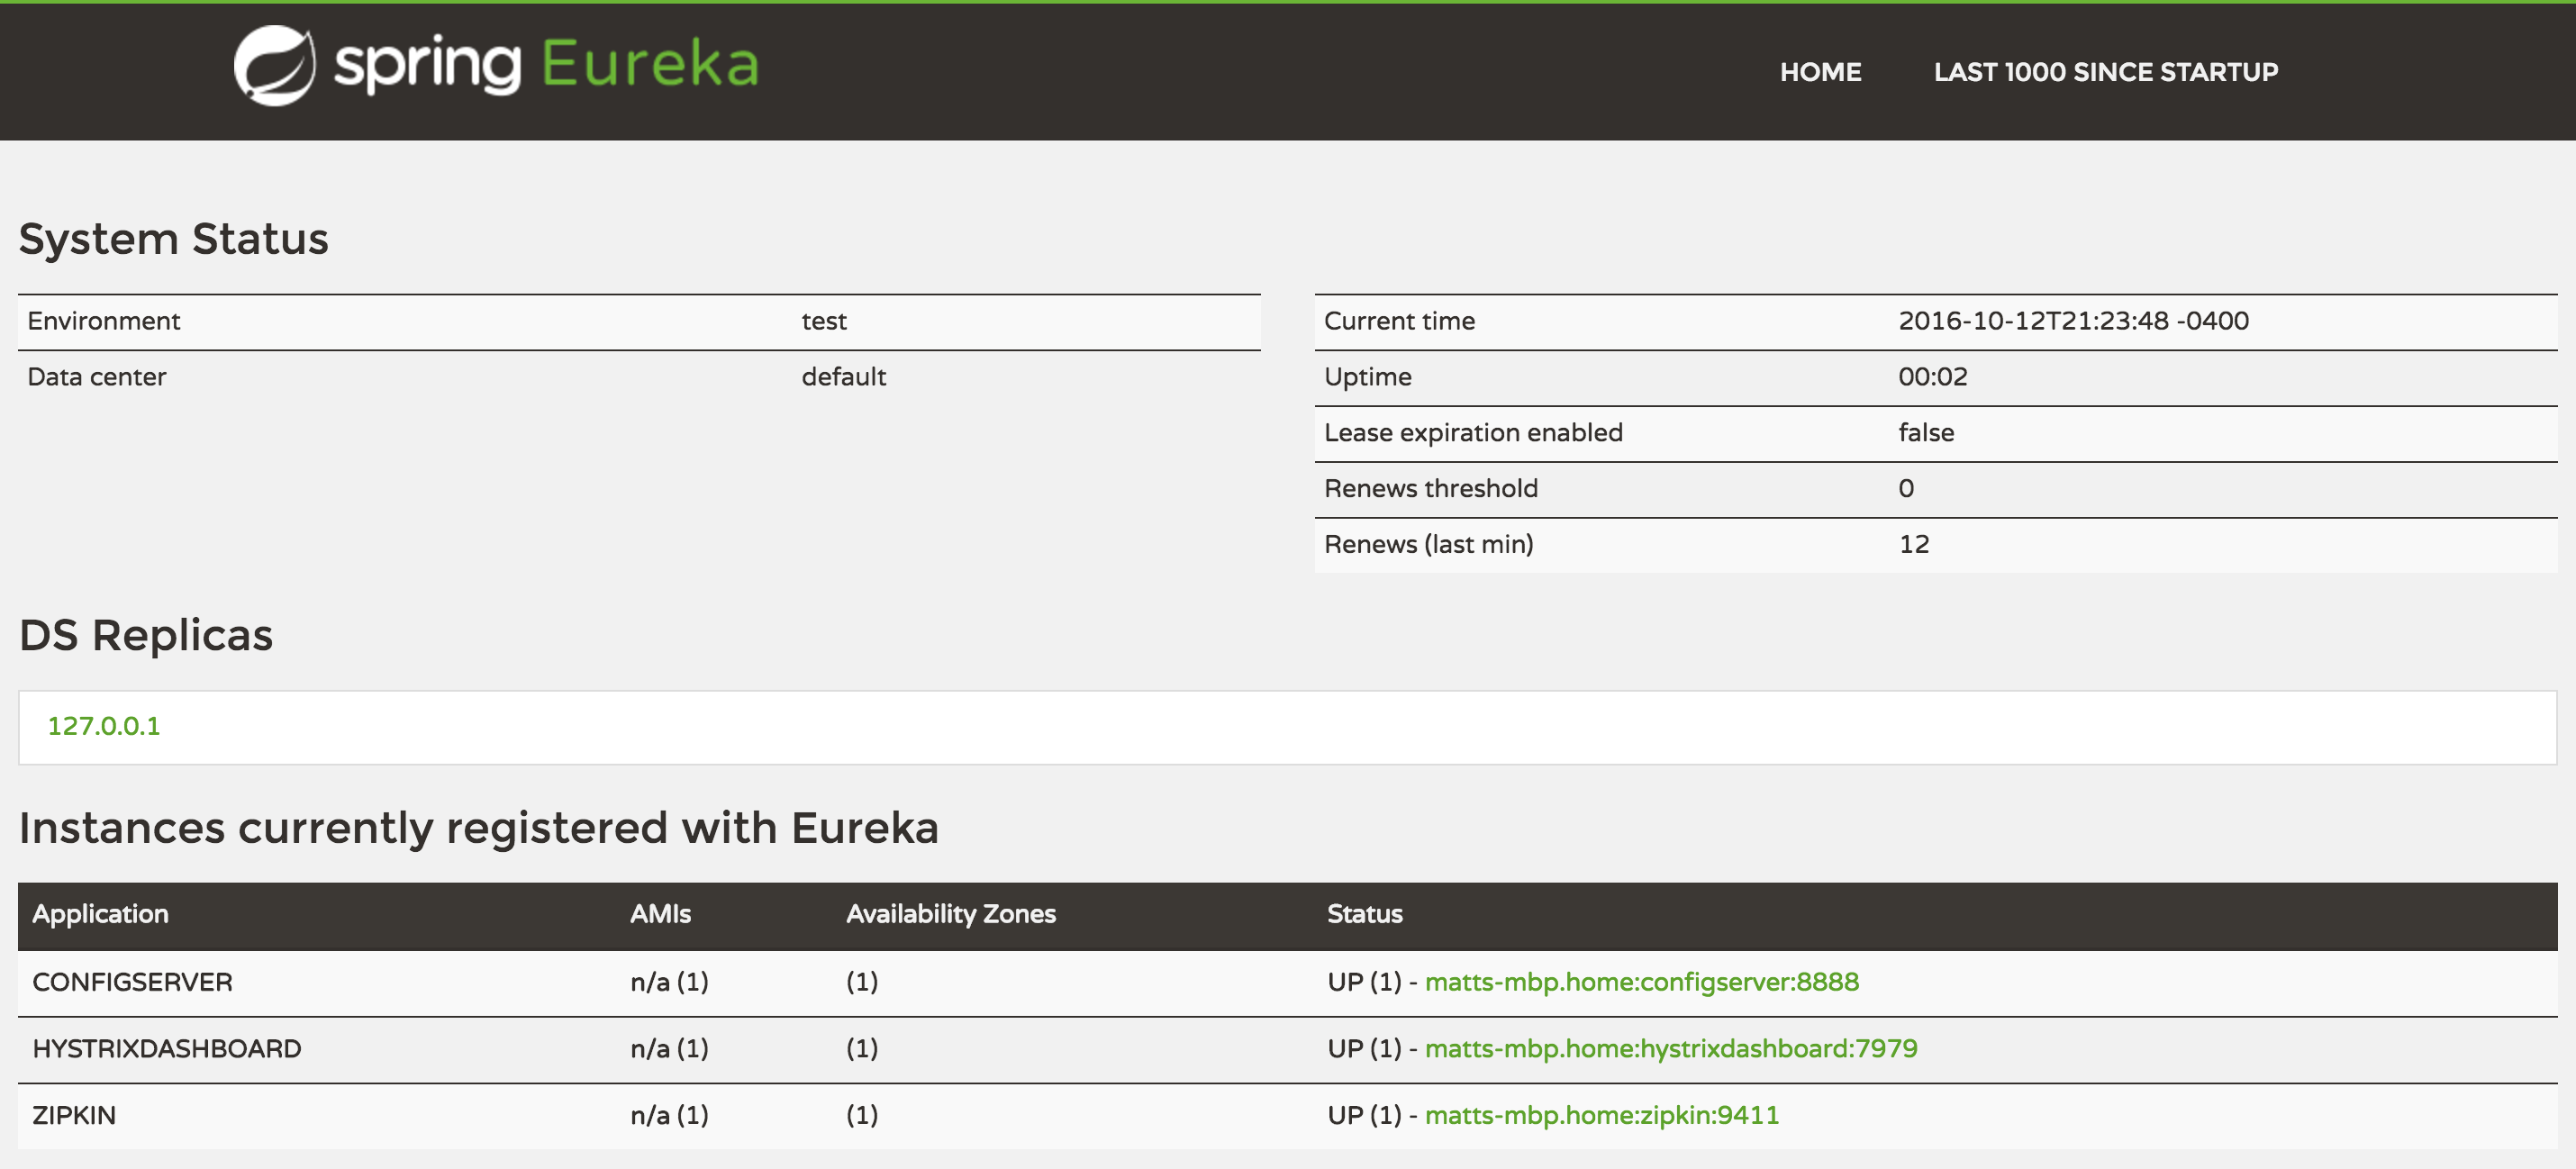 spring Eureka
HOME LAST 1000 SINCE STARTUP
System Status
Environment test
Data center default
Current time 2016-10-12T21:23:48 -0400
Uptime 00:02
Lease expiration enabled false
Renews threshold 0
Renews (last min) 12
DS Replicas
127.0.0.1
Instances currently registered with Eureka
Application AMIs Availability Zones Status
CONFIGSERVER n/a (1) (1) UP (1) - matts-mbp.home:configserver:8888
HYSTRIXDASHBOARD n/a (1) (1) UP (1) - matts-mbp.home:hystrixdashboard:7979
ZIPKIN n/a (1) (1) UP (1) - matts-mbp.home:zipkin:9411